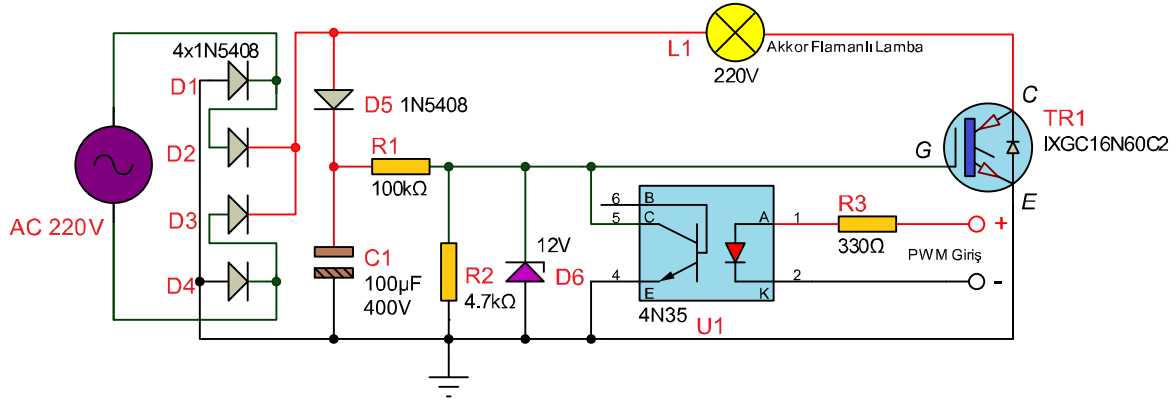 4x1N5408
D1
D2
D3
D4
AC 220V
D5 1N5408
R1
100kΩ
C1
100µF
400V
R2
4.7kΩ
12V
D6
L1
220V
Akkor Flamanlı Lamba
6
5
4
B
C
E
A
K
1
2
4N35
U1
R3
330Ω
+
PWM Giriş
-
C
G
E
TR1
IXGC16N60C2